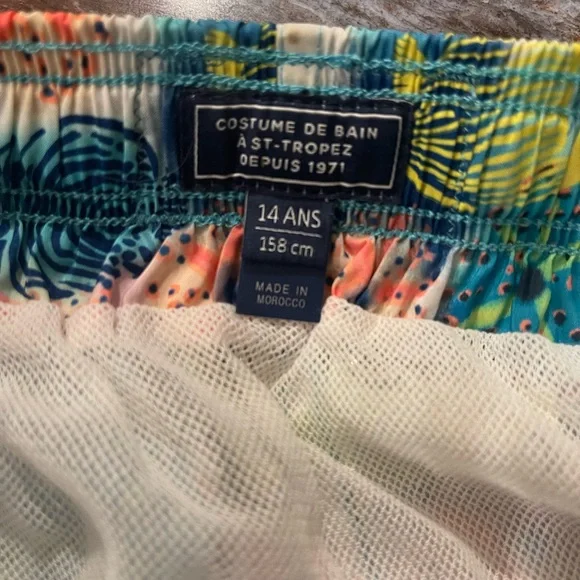 COSTUME DE BAIN
À ST-TROPEZ
DEPUIS 1971
14 ANS
158 cm
MADE IN
MOROCCO